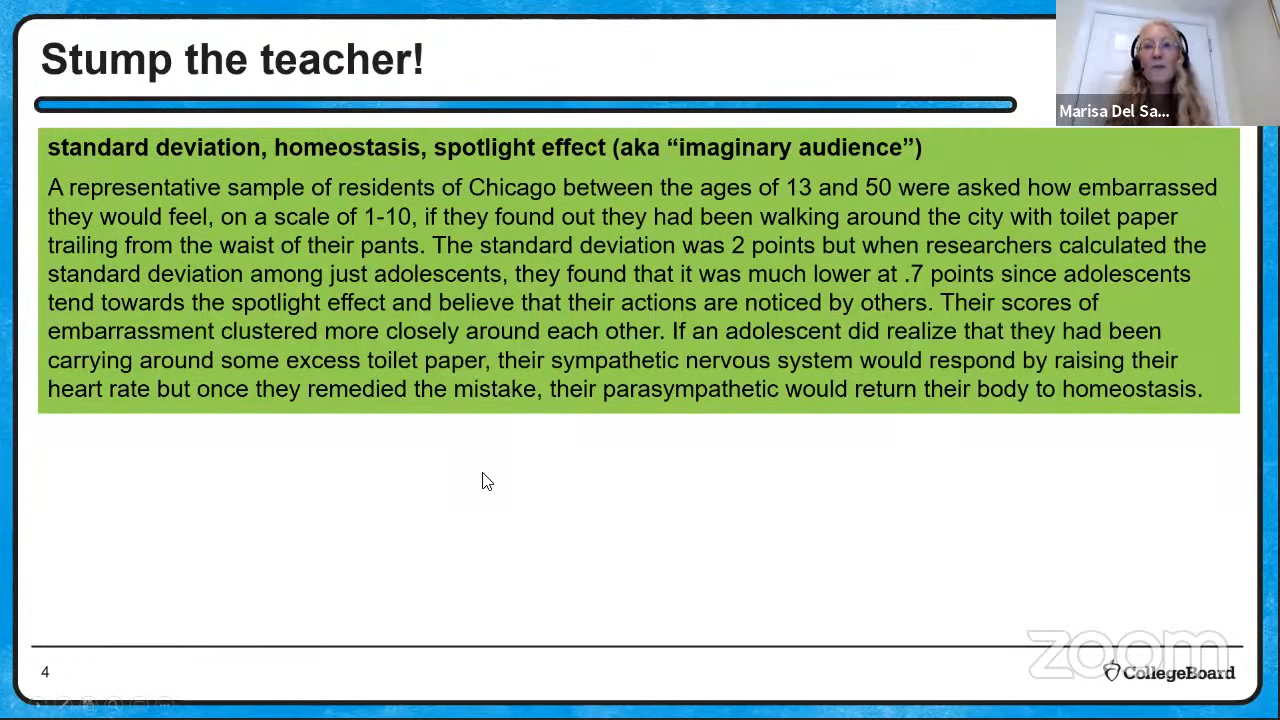 Stump the teacher!
Marisa Del Sa...
standard deviation, homeostasis, spotlight effect (aka “imaginary audience”)
A representative sample of residents of Chicago between the ages of 13 and 50 were asked how embarrassed
they would feel, on a scale of 1-10, if they found out they had been walking around the city with toilet paper
trailing from the waist of their pants. The standard deviation was 2 points but when researchers calculated the
standard deviation among just adolescents, they found that it was much lower at .7 points since adolescents
tend towards the spotlight effect and believe that their actions are noticed by others. Their scores of
embarrassment clustered more closely around each other. If an adolescent did realize that they had been
carrying around some excess toilet paper, their sympathetic nervous system would respond by raising their
heart rate but once they remedied the mistake, their parasympathetic would return their body to homeostasis.
zoom
4
CollegeBoard